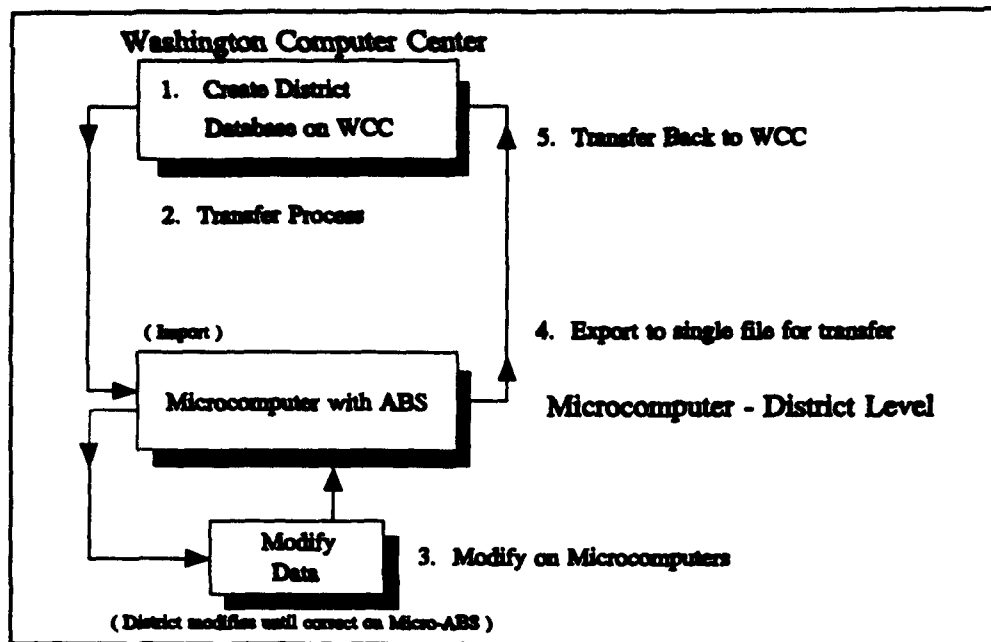 Washington Computer Center
1. Create District
Database on WCC
5. Transfer Back to WCC
2. Transfer Process
( Import )
4. Export to single file for transfer
Microcomputer with ABS
Microcomputer - District Level
Modify
Data
3. Modify on Microcomputers
( District modifies until correct on Micro-ABS )